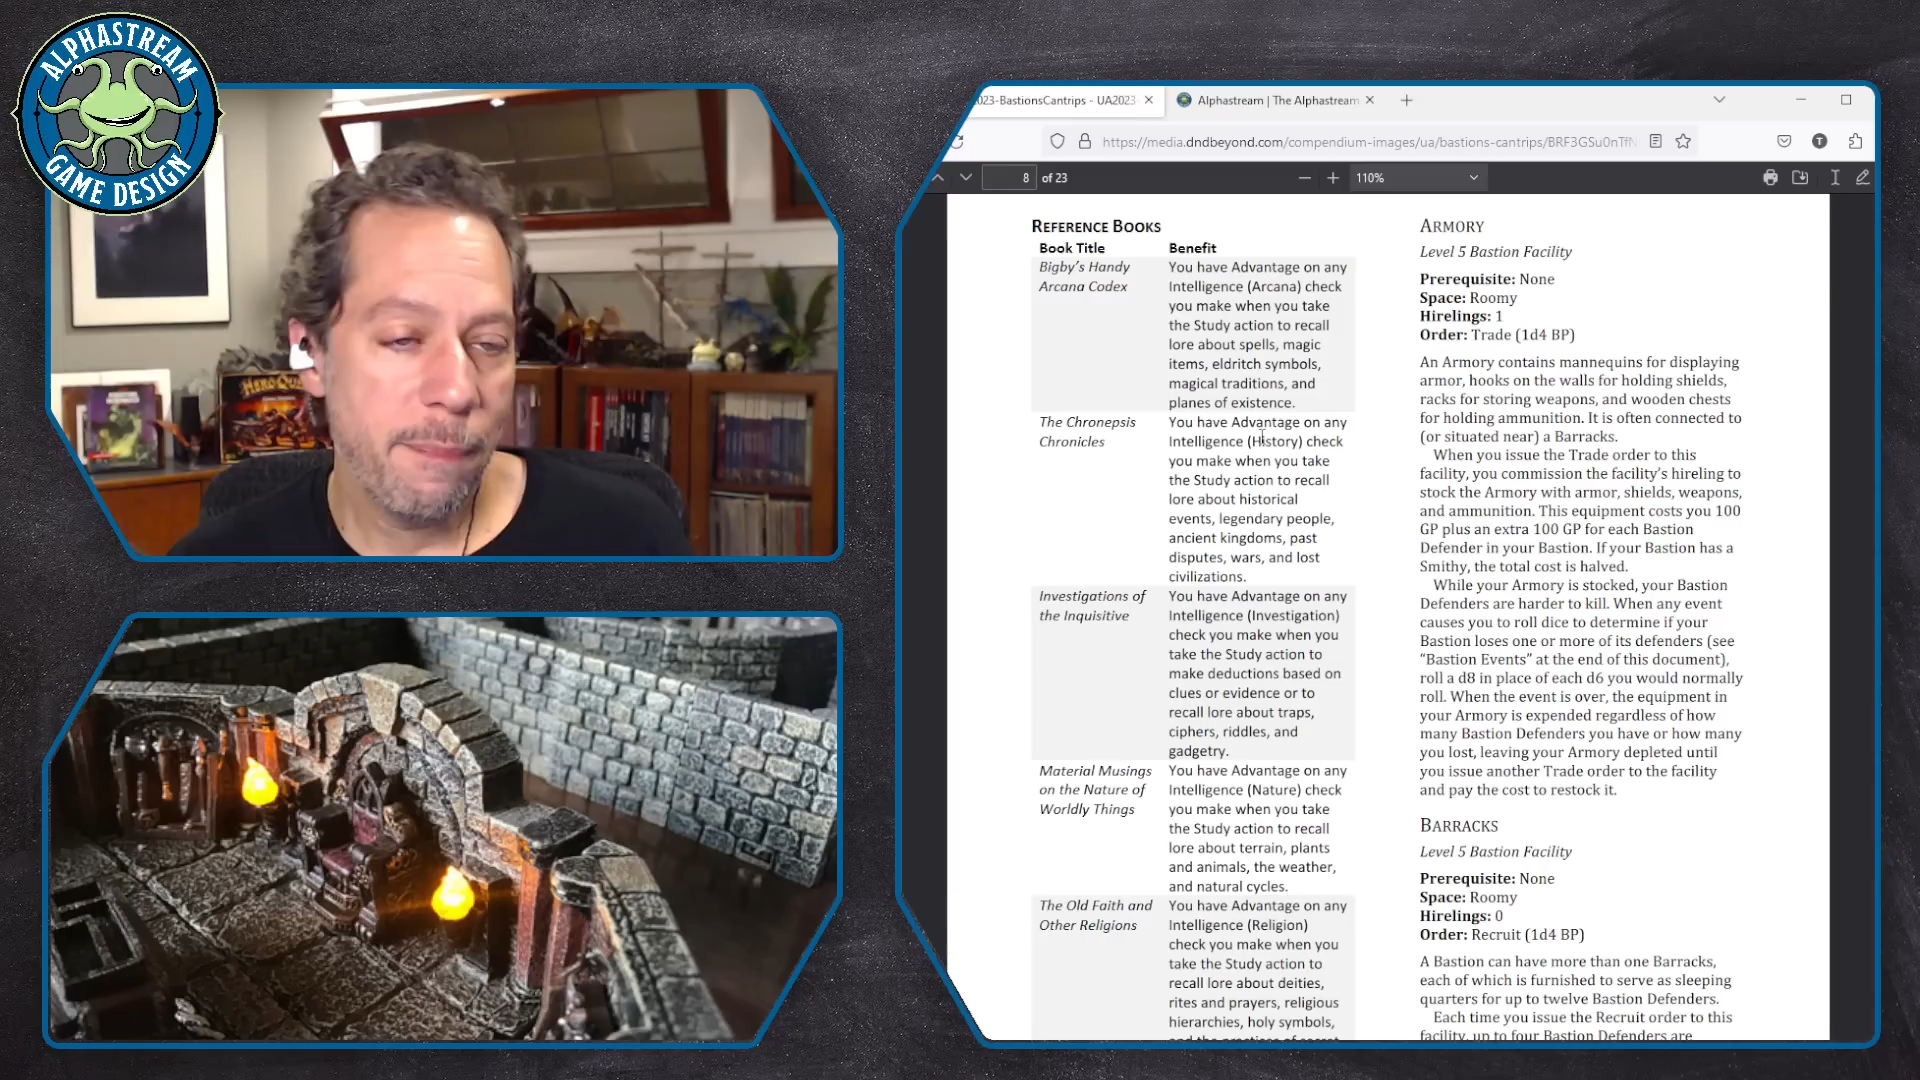 ALPHASTREAM
GAME DESIGN
HEROQUEST
023-BastionsCantrips - UA2023
Alphastream | The Alphastream
https://media.dndbeyond.com/compendium-images/ua/bastions-cantrips/BRF3GSu0nTfN
8 of 23
110%
REFERENCE BOOKS
Book Title Benefit
Bigby's Handy You have Advantage on any
Arcana Codex Intelligence (Arcana) check
you make when you take
the Study action to recall
lore about spells, magic
items, eldritch symbols,
magical traditions, and
planes of existence.
The Chronepsis You have Advantage on any
Chronicles Intelligence (History) check
you make when you take
the Study action to recall
lore about historical
events, legendary people,
ancient kingdoms, past
disputes, wars, and lost
civilizations.
Investigations of You have Advantage on any
the Inquisitive Intelligence (Investigation)
check you make when you
take the Study action to
make deductions based on
clues or evidence or to
recall lore about traps,
ciphers, riddles, and
gadgetry.
Material Musings You have Advantage on any
on the Nature of Intelligence (Nature) check
Worldly Things you make when you take
the Study action to recall
lore about terrain, plants
and animals, the weather,
and natural cycles.
The Old Faith and You have Advantage on any
Other Religions Intelligence (Religion)
check you make when you
take the Study action to
recall lore about deities,
rites and prayers, religious
hierarchies, holy symbols,
and the practices of secret
ARMORY
Level 5 Bastion Facility
Prerequisite: None
Space: Roomy
Hirelings: 1
Order: Trade (1d4 BP)
An Armory contains mannequins for displaying
armor, hooks on the walls for holding shields,
racks for storing weapons, and wooden chests
for holding ammunition. It is often connected to
(or situated near) a Barracks.
When you issue the Trade order to this
facility, you commission the facility's hireling to
stock the Armory with armor, shields, weapons,
and ammunition. This equipment costs you 100
GP plus an extra 100 GP for each Bastion
Defender in your Bastion. If your Bastion has a
Smithy, the total cost is halved.
While your Armory is stocked, your Bastion
Defenders are harder to kill. When any event
causes you to roll dice to determine if your
Bastion loses one or more of its defenders (see
"Bastion Events" at the end of this document),
roll a d8 in place of each d6 you would normally
roll. When the event is over, the equipment in
your Armory is expended regardless of how
many Bastion Defenders you have or how many
you lost, leaving your Armory depleted until
you issue another Trade order to the facility
and pay the cost to restock it.
BARRACKS
Level 5 Bastion Facility
Prerequisite: None
Space: Roomy
Hirelings: 0
Order: Recruit (1d4 BP)
A Bastion can have more than one Barracks,
each of which is furnished to serve as sleeping
quarters for up to twelve Bastion Defenders.
Each time you issue the Recruit order to this
facility, up to four Bastion Defenders are